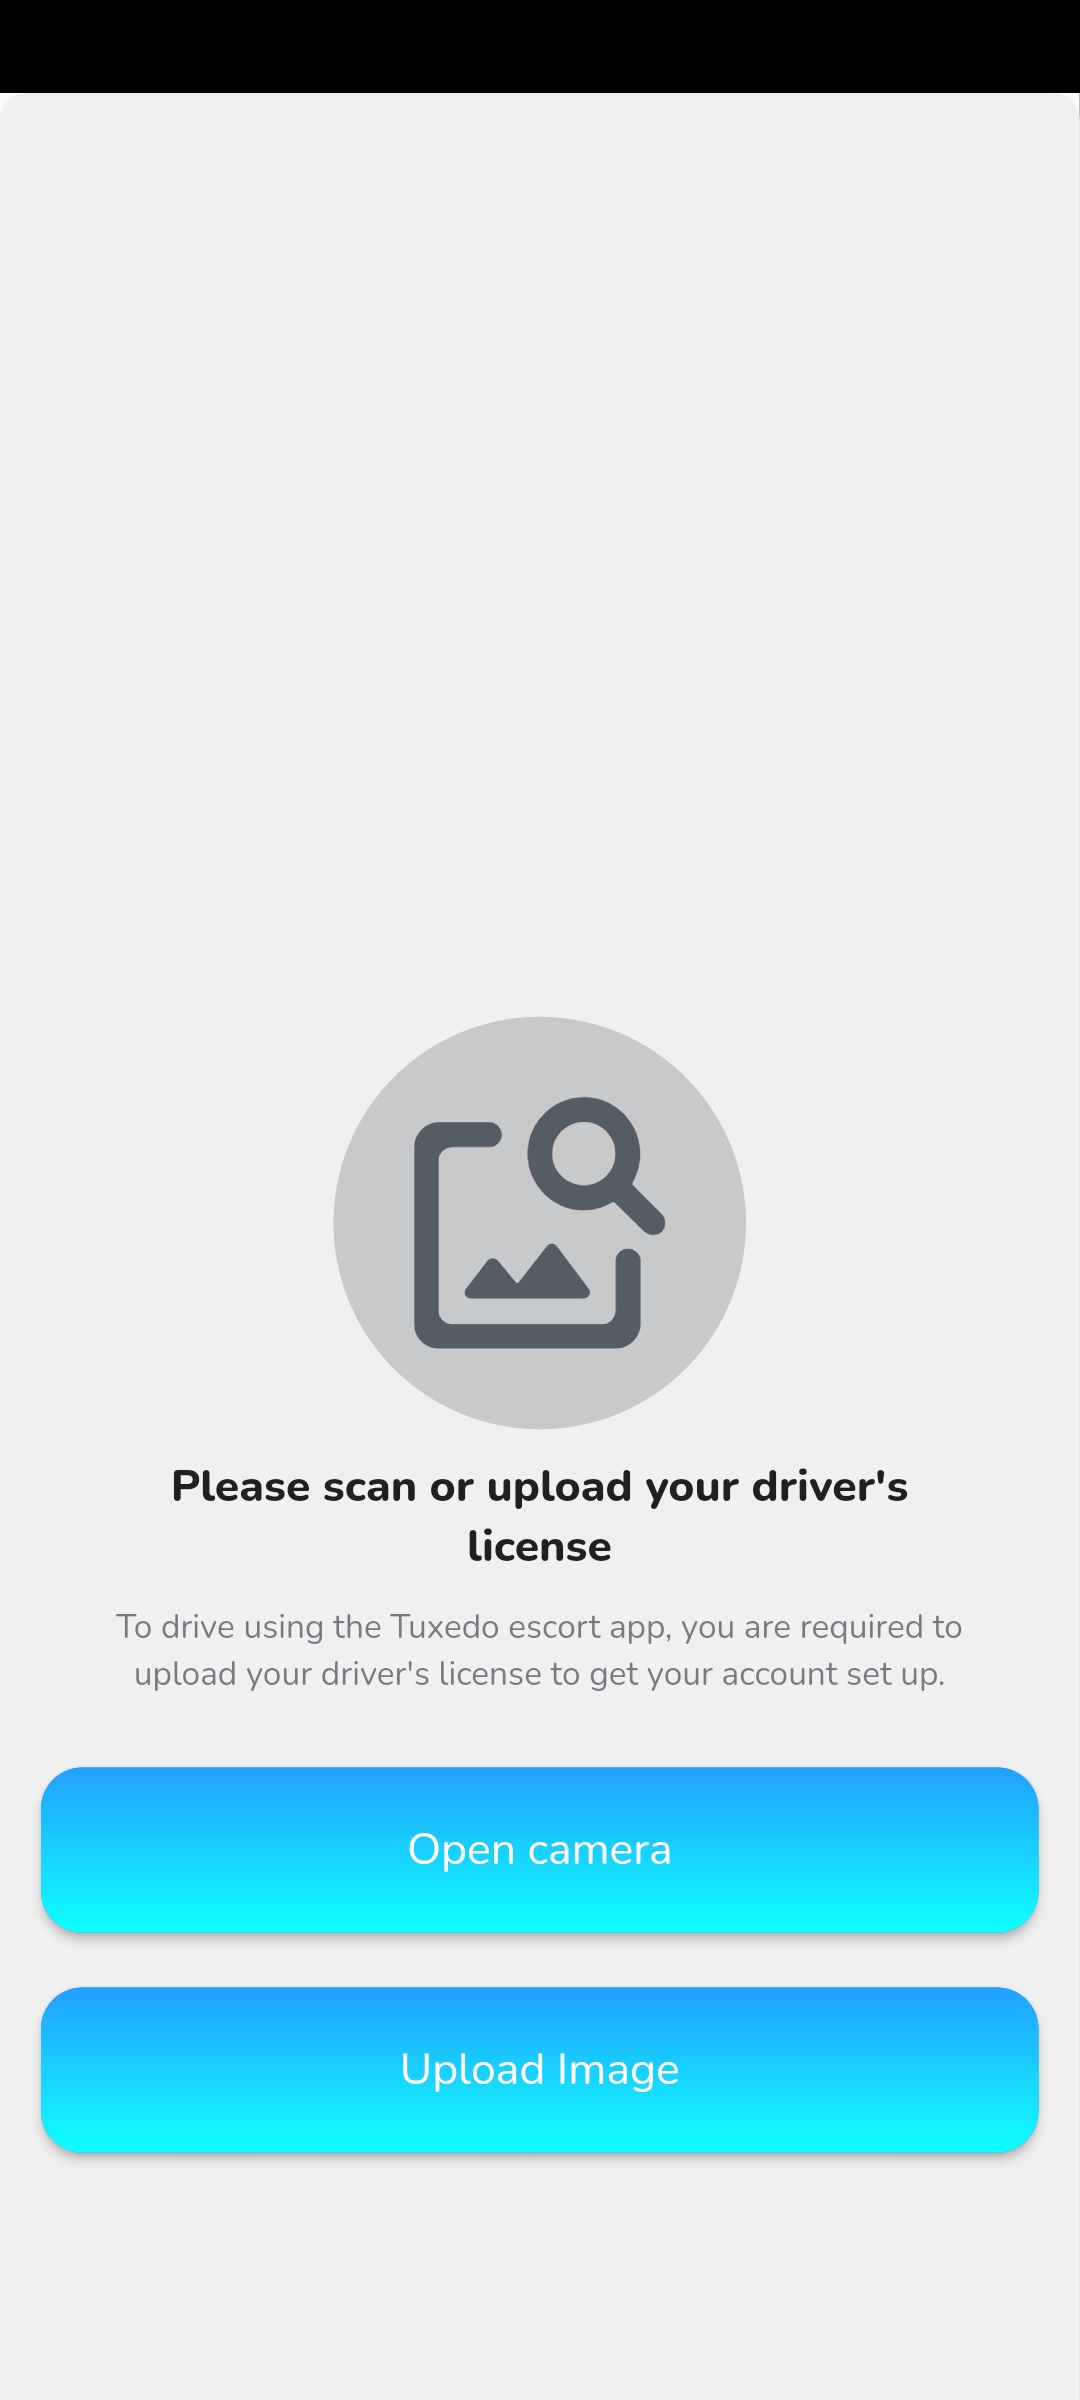 Please scan or upload your driver's
license
To drive using the Tuxedo escort app, you are required to
upload your driver's license to get your account set up.
Open camera
Upload Image